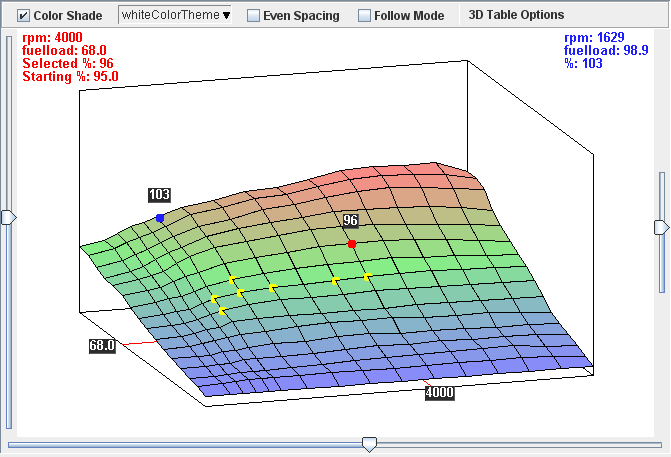 Color Shade whiteColorTheme Even Spacing Follow Mode 3D Table Options
rpm: 4000
fuelload: 68.0
Selected %: 96
Starting %: 95.0
rpm: 1629
fuelload: 98.9
%: 103
103
96
68.0
4000